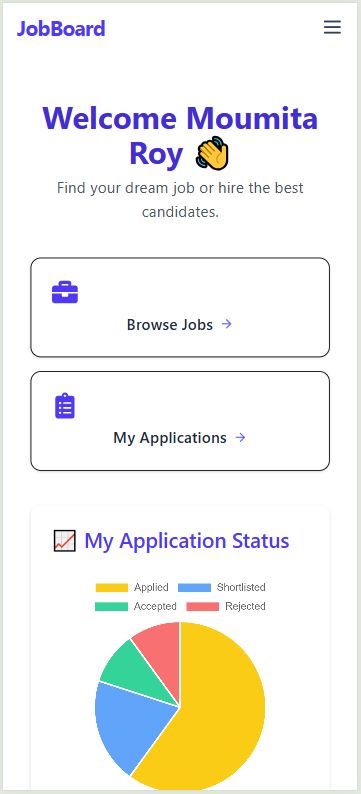 JobBoard
Welcome Moumita
Roy 👋
Find your dream job or hire the best
candidates.
Browse Jobs →
My Applications →
📈 My Application Status
Applied Shortlisted
Accepted Rejected